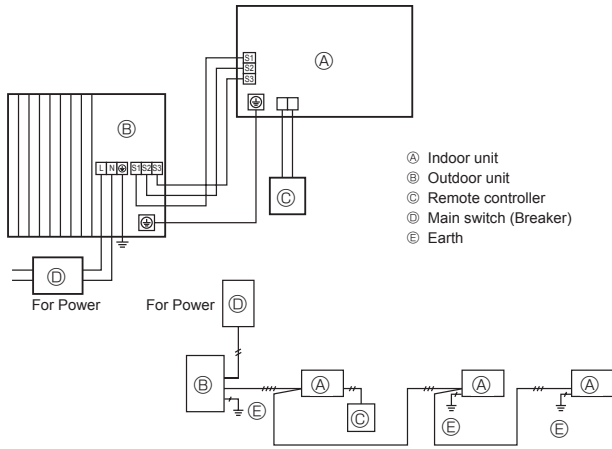 Ⓐ
S1
S2
S3
Ⓑ
L N S1 S2 S3
Ⓒ
Ⓓ
For Power
Ⓐ Indoor unit
Ⓑ Outdoor unit
Ⓒ Remote controller
Ⓓ Main switch (Breaker)
Ⓔ Earth
For Power Ⓓ
Ⓑ Ⓐ Ⓐ Ⓐ
Ⓔ Ⓒ Ⓔ Ⓔ